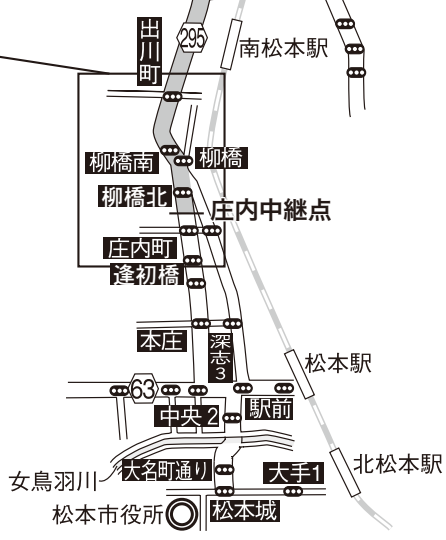 出川町
295
南松本駅
柳橋南
柳橋
柳橋北
庄内中継点
庄内町
逢初橋
本庄
深志3
松本駅
63
中央2
駅前
大名町通り
大手1
北松本駅
女鳥羽川
松本市役所
松本城